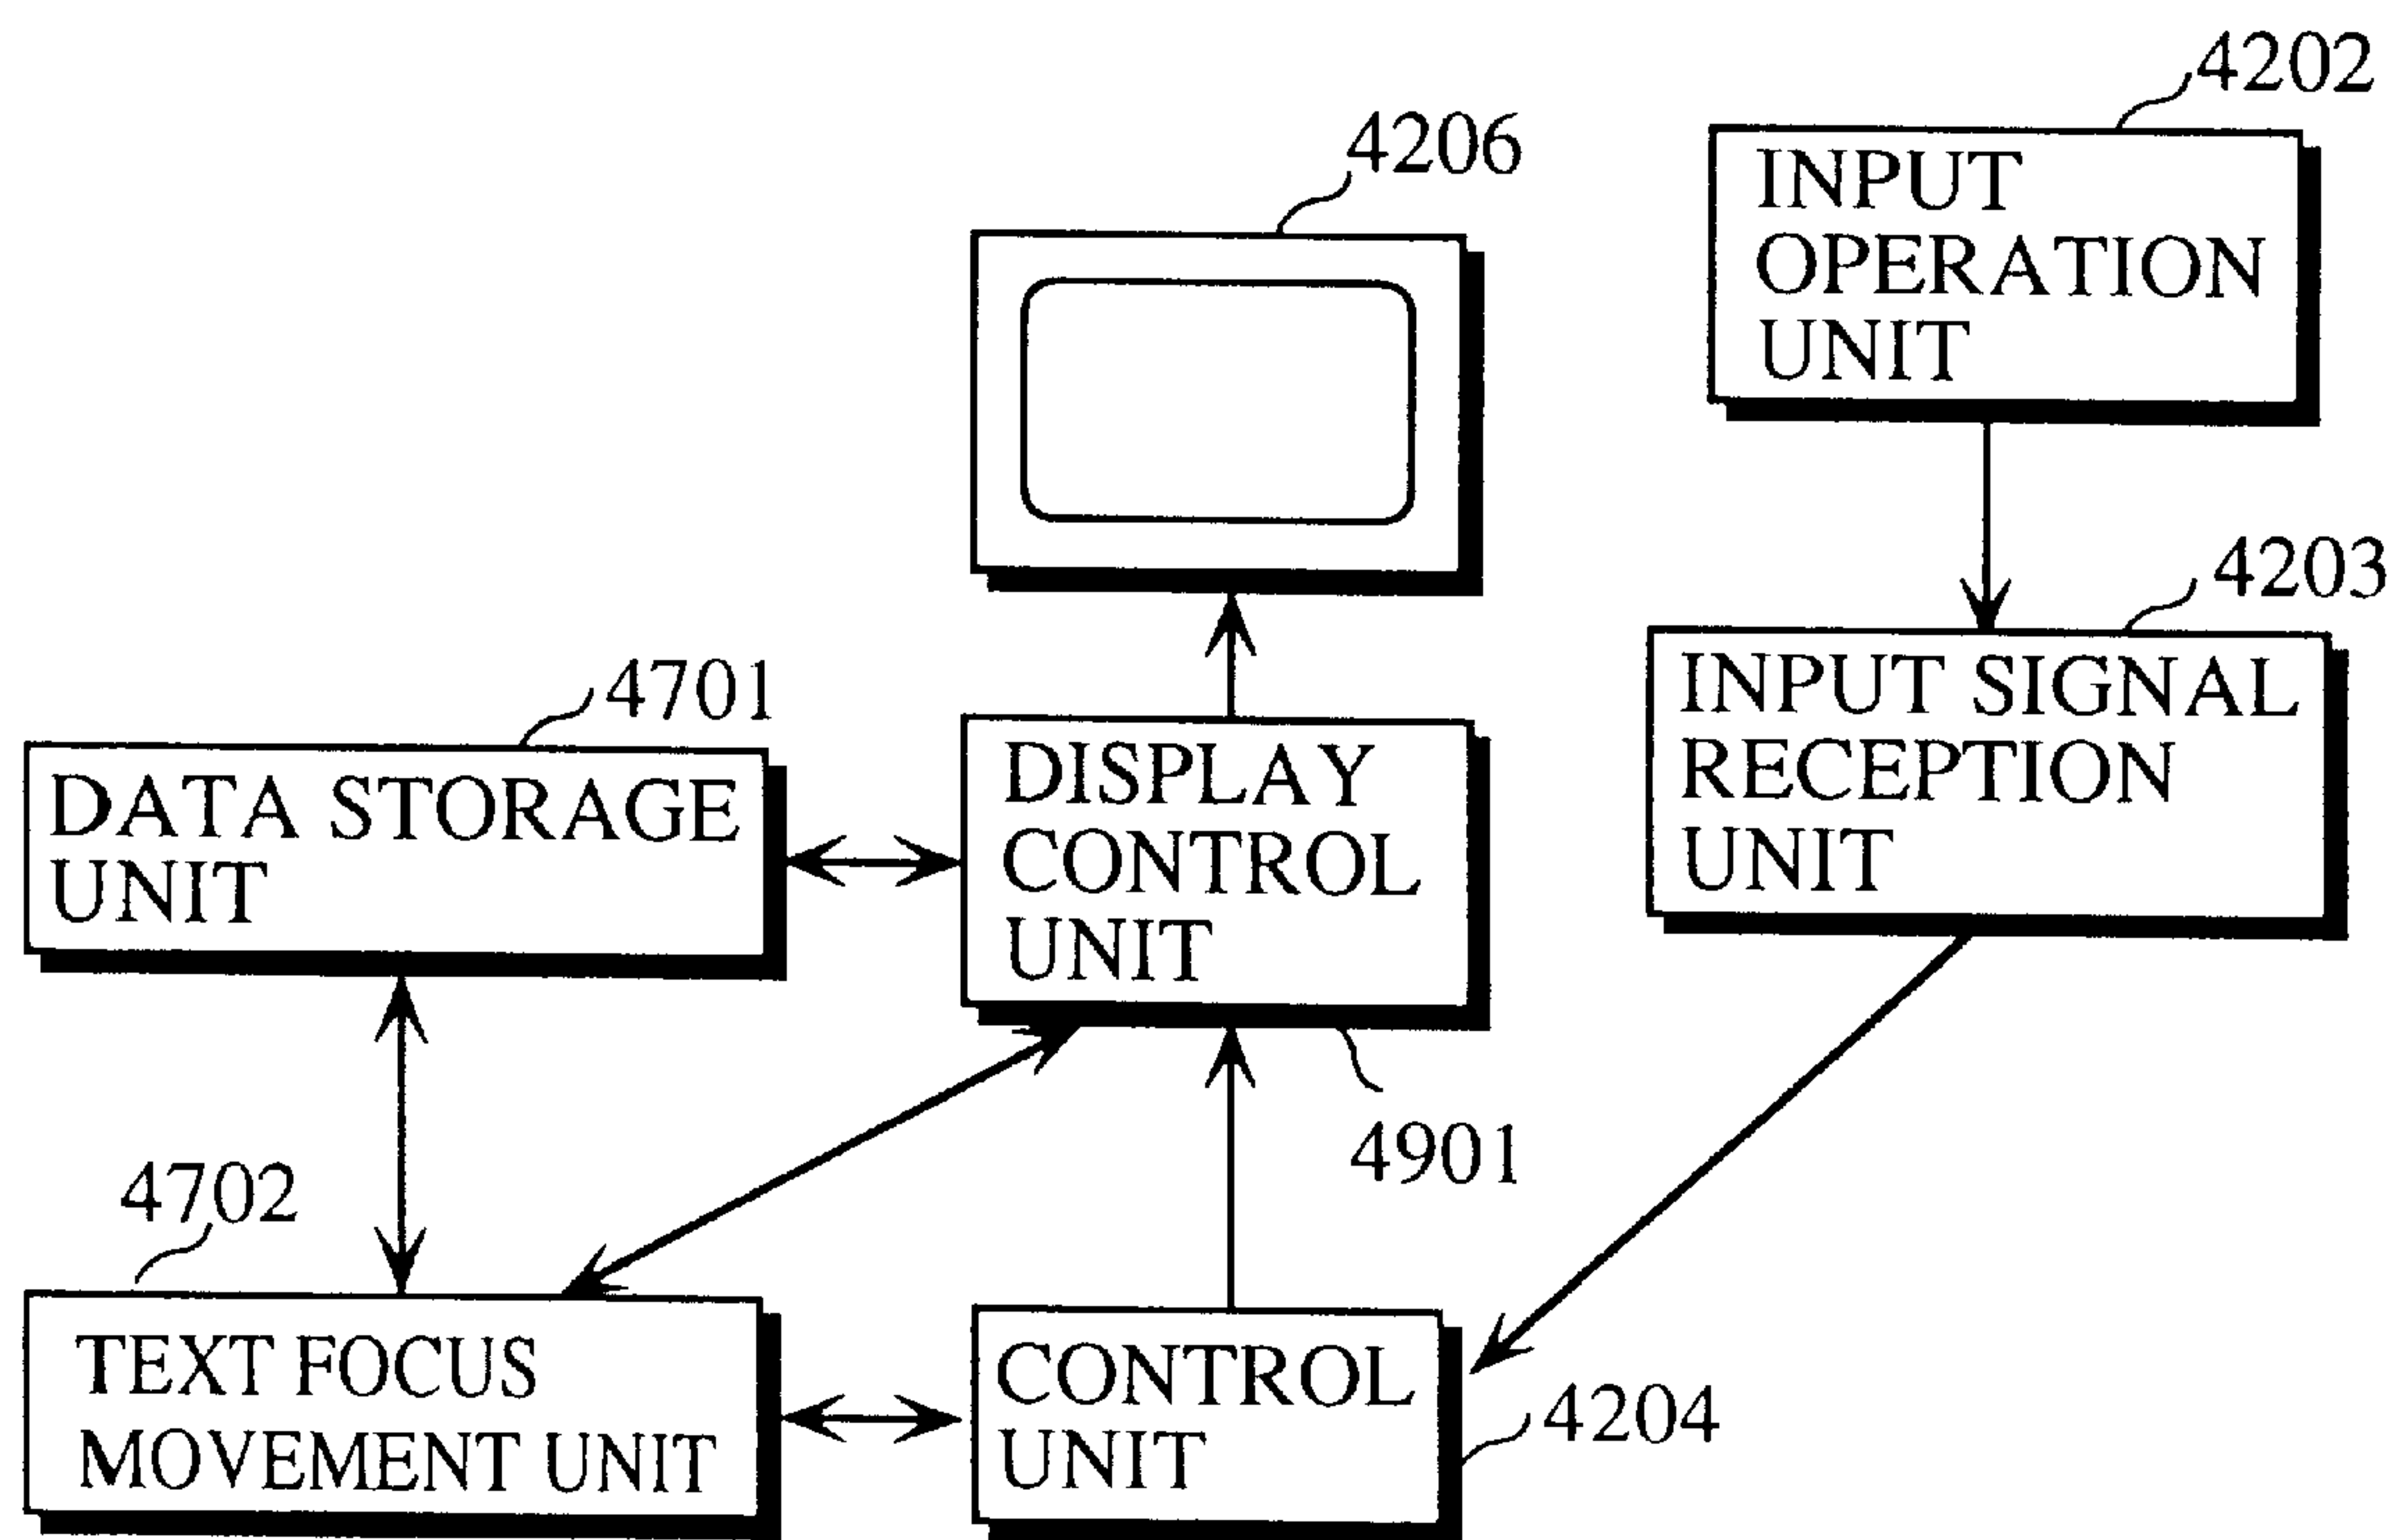 4202
INPUT
OPERATION
UNIT
4206
4203
INPUT SIGNAL
RECEPTION
UNIT
4701
DATA STORAGE
UNIT
DISPLAY
CONTROL
UNIT
4901
4702
TEXT FOCUS
MOVEMENT UNIT
CONTROL
UNIT
4204